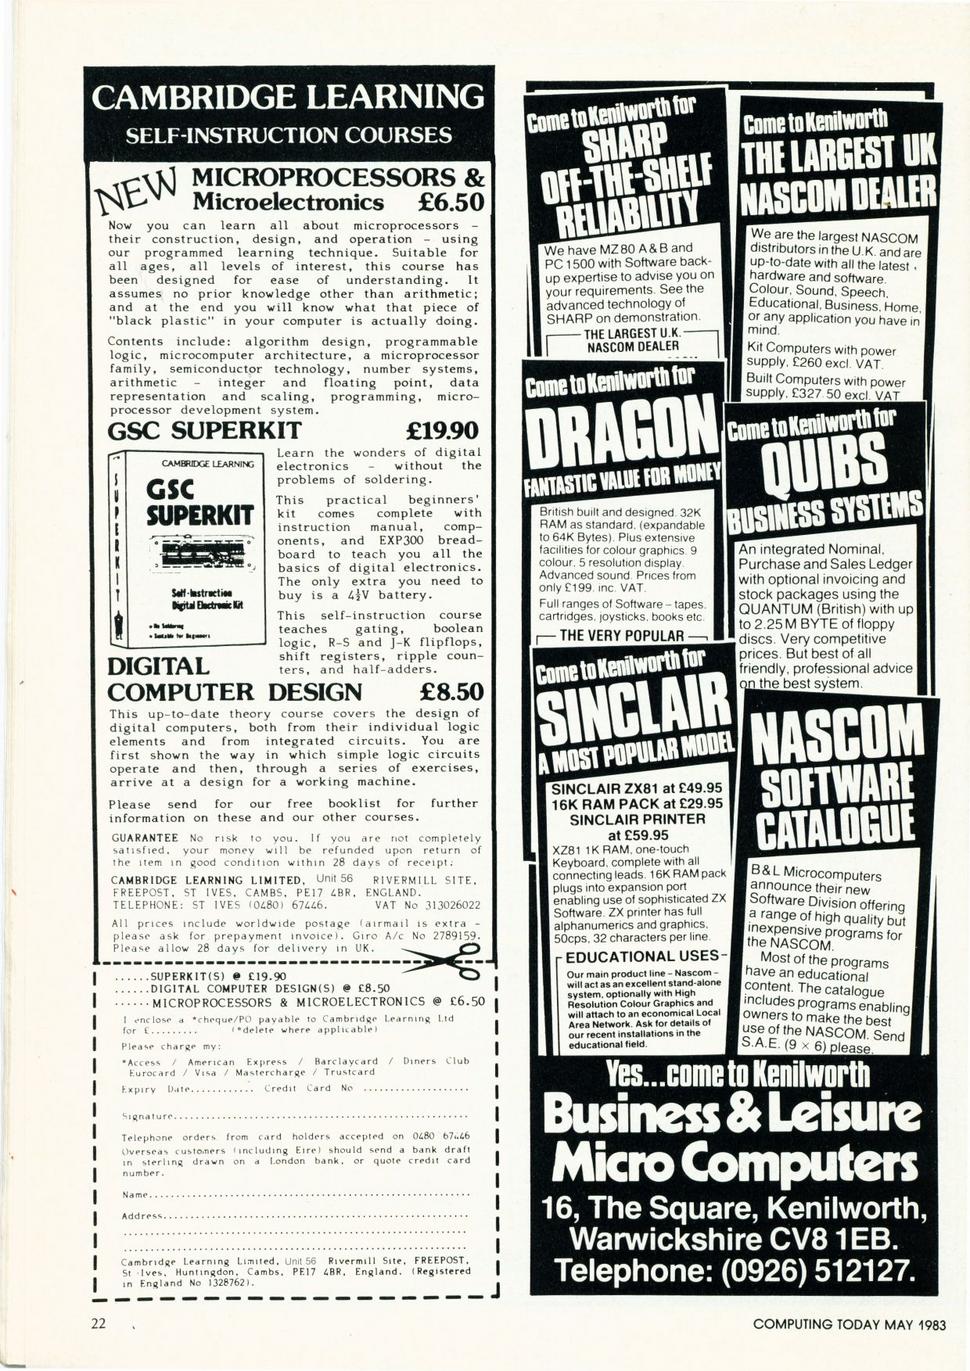 CAMBRIDGE LEARNING
SELF-INSTRUCTION COURSES
NEW
MICROPROCESSORS &
Microelectronics £6.50
Now you can learn all about microprocessors –
their construction, design, and operation – using
our programmed learning technique. Suitable for
all ages, all levels of interest, this course has
been designed for ease of understanding. It
assumes no prior knowledge other than arithmetic;
and at the end you will know what that piece of
"black plastic" in your computer is actually doing.
Contents include: algorithm design, programmable
logic, microcomputer architecture, a microprocessor
family, semiconductor technology, number systems,
arithmetic – integer and floating point, data
representation and scaling, programming, micro-
processor development system.
GSC SUPERKIT £19.90
SUPERKIT
CAMBRIDGE LEARNING
GSC
SUPERKIT
Self-Instruction
Digital Electronic Kit
• No Soldering
• Suitable for Beginners
Learn the wonders of digital
electronics – without the
problems of soldering.
This practical beginners'
kit comes complete with
instruction manual, comp-
onents, and EXP300 bread-
board to teach you all the
basics of digital electronics.
The only extra you need to
buy is a 4½V battery.
This self-instruction course
teaches gating, boolean
logic, R-S and J-K flipflops,
shift registers, ripple coun-
ters, and half-adders.
DIGITAL
COMPUTER DESIGN £8.50
This up-to-date theory course covers the design of
digital computers, both from their individual logic
elements and from integrated circuits. You are
first shown the way in which simple logic circuits
operate and then, through a series of exercises,
arrive at a design for a working machine.
Please send for our free booklist for further
information on these and our other courses.
GUARANTEE No risk to you. If you are not completely
satisfied, your money will be refunded upon return of
the item in good condition within 28 days of receipt.
CAMBRIDGE LEARNING LIMITED, Unit 56 RIVERMILL SITE,
FREEPOST, ST IVES, CAMBS, PE17 4BR, ENGLAND.
TELEPHONE: ST IVES (0480) 67446. VAT No 313026022
All prices include worldwide postage (airmail is extra -
please ask for prepayment invoice). Giro A/c No 2789159.
Please allow 28 days for delivery in UK.
......SUPERKIT(S) @ £19.90
......DIGITAL COMPUTER DESIGN(S) @ £8.50
......MICROPROCESSORS & MICROELECTRONICS @ £6.50
I enclose a *cheque/PO payable to Cambridge Learning Ltd
for £......... (*delete where applicable)
Please charge my:
*Access / American Express / Barclaycard / Diners Club
Eurocard / Visa / Mastercharge / Trustcard
Expiry Date............ Credit Card No ..................
Signature..................................................
Telephone orders from card holders accepted on 0480 67446
Overseas customers (including Eire) should send a bank draft
in sterling drawn on a London bank, or quote credit card
number.
Name......................................................
Address...................................................
Cambridge Learning Limited, Unit 56 Rivermill Site, FREEPOST,
St Ives, Huntingdon, Cambs, PE17 4BR, England. (Registered
in England No 1328762).
Come to Kenilworth for
SHARP
OFF-THE-SHELF
RELIABILITY
We have MZ80 A & B and
PC1500 with Software back-
up expertise to advise you on
your requirements. See the
advanced technology of
SHARP on demonstration.
THE LARGEST U.K.
NASCOM DEALER
Come to Kenilworth
THE LARGEST UK
NASCOM DEALER
We are the largest NASCOM
distributors in the U.K. and are
up-to-date with all the latest
hardware and software.
Colour, Sound, Speech,
Educational, Business, Home,
or any application you have in
mind.
Kit Computers with power
supply, £260 excl. VAT.
Built Computers with power
supply, £327.50 excl. VAT
Come to Kenilworth for
DRAGON
FANTASTIC VALUE FOR MONEY
British built and designed. 32K
RAM as standard. (expandable
to 64K Bytes). Plus extensive
facilities for colour graphics. 9
colour. 5 resolution display.
Advanced sound. Prices from
only £199. inc. VAT.
Full ranges of Software – tapes,
cartridges, joysticks, books etc.
THE VERY POPULAR
Come to Kenilworth for
QUIBS
BUSINESS SYSTEMS
An integrated Nominal,
Purchase and Sales Ledger
with optional invoicing and
stock packages using the
QUANTUM (British) with up
to 2.25 M BYTE of floppy
discs. Very competitive
prices. But best of all
friendly, professional advice
on the best system.
Come to Kenilworth for
SINCLAIR
A MOST POPULAR MODEL
SINCLAIR ZX81 at £49.95
16K RAM PACK at £29.95
SINCLAIR PRINTER
at £59.95
XZ81 1K RAM, one-touch
Keyboard, complete with all
connecting leads. 16K RAM pack
plugs into expansion port
enabling use of sophisticated ZX
Software. ZX printer has full
alphanumerics and graphics,
50cps, 32 characters per line.
EDUCATIONAL USES
Our main product line – Nascom –
will act as an excellent stand-alone
system, optionally with High
Resolution Colour Graphics and
will attach to an economical Local
Area Network. Ask for details of
our recent installations in the
educational field.
NASCOM
SOFTWARE
CATALOGUE
B & L Microcomputers
announce their new
Software Division offering
a range of high quality but
inexpensive programs for
the NASCOM.
Most of the programs
have an educational
content. The catalogue
includes programs enabling
owners to make the best
use of the NASCOM. Send
S.A.E. (9 × 6) please.
Yes...come to Kenilworth
Business & Leisure
Micro Computers
16, The Square, Kenilworth,
Warwickshire CV8 1EB.
Telephone: (0926) 512127.
22
COMPUTING TODAY MAY 1983